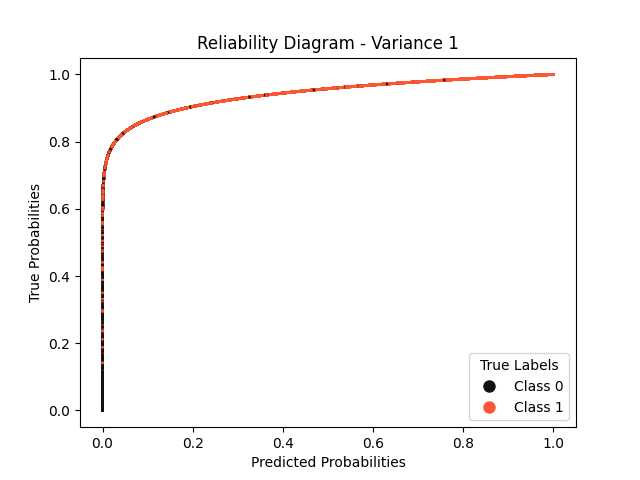 Reliability Diagram - Variance 1
True Probabilities
1.0
0.8
0.6
0.4
0.2
0.0
True Labels
Class 0
Class 1
0.0 0.2 0.4 0.6 0.8 1.0
Predicted Probabilities